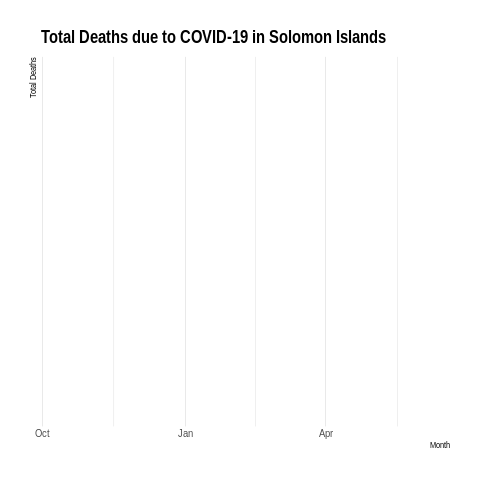 Total Deaths due to COVID-19 in Solomon Islands
Total Deaths
Oct
Jan
Apr
Month